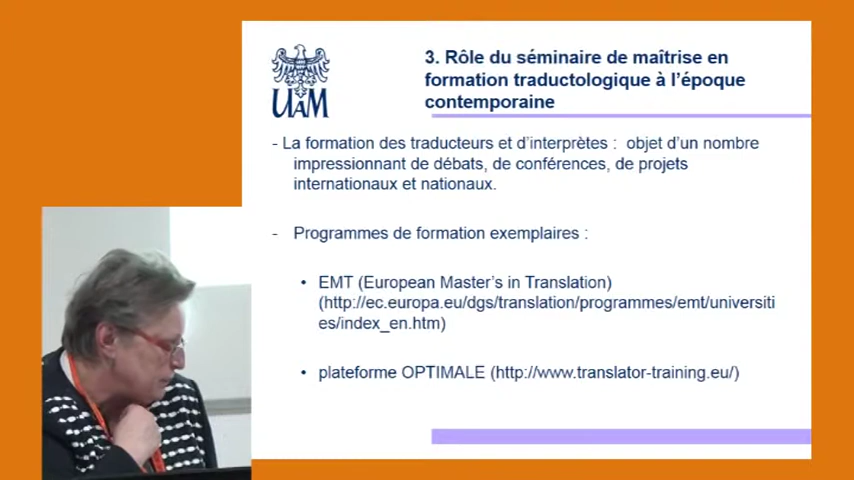 UAM
3. Rôle du séminaire de maîtrise en
formation traductologique à l'époque
contemporaine
- La formation des traducteurs et d'interprètes : objet d'un nombre
impressionnant de débats, de conférences, de projets
internationaux et nationaux.
- Programmes de formation exemplaires :
• EMT (European Master's in Translation)
(http://ec.europa.eu/dgs/translation/programmes/emt/universiti
es/index_en.htm)
• plateforme OPTIMALE (http://www.translator-training.eu/)